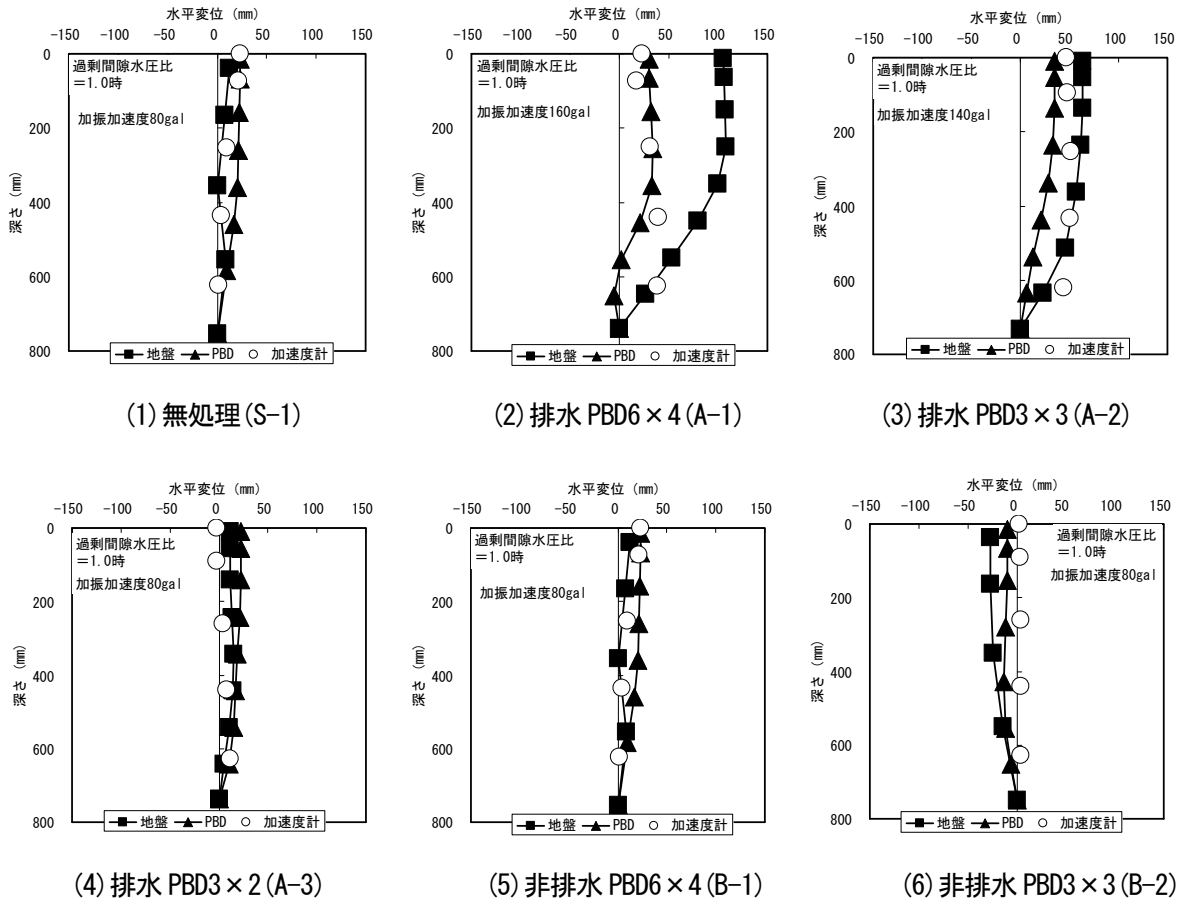 水平変位 (mm)
-150 -100 -50 0 50 100 150
0
200
400
600
800
深さ (mm)
過剰間隙水圧比
=1.0時
加振加速度80gal
地盤 PBD 加速度計
(1) 無処理(S-1)
水平変位 (mm)
-150 -100 -50 0 50 100 150
0
200
400
600
800
深さ (mm)
過剰間隙水圧比
=1.0時
加振加速度160gal
地盤 PBD 加速度計
(2) 排水 PBD6×4(A-1)
水平変位 (mm)
-150 -100 -50 0 50 100 150
0
200
400
600
800
深さ (mm)
過剰間隙水圧比
=1.0時
加振加速度140gal
地盤 PBD 加速度計
(3) 排水 PBD3×3(A-2)
水平変位 (mm)
-150 -100 -50 0 50 100 150
0
200
400
600
800
深さ (mm)
過剰間隙水圧比
=1.0時
加振加速度80gal
地盤 PBD 加速度計
(4) 排水 PBD3×2(A-3)
水平変位 (mm)
-150 -100 -50 0 50 100 150
0
200
400
600
800
深さ (mm)
過剰間隙水圧比
=1.0時
加振加速度80gal
地盤 PBD 加速度計
(5) 非排水 PBD6×4(B-1)
水平変位 (mm)
-150 -100 -50 0 50 100 150
0
200
400
600
800
深さ (mm)
過剰間隙水圧比
=1.0時
加振加速度80gal
地盤 PBD 加速度計
(6) 非排水 PBD3×3(B-2)